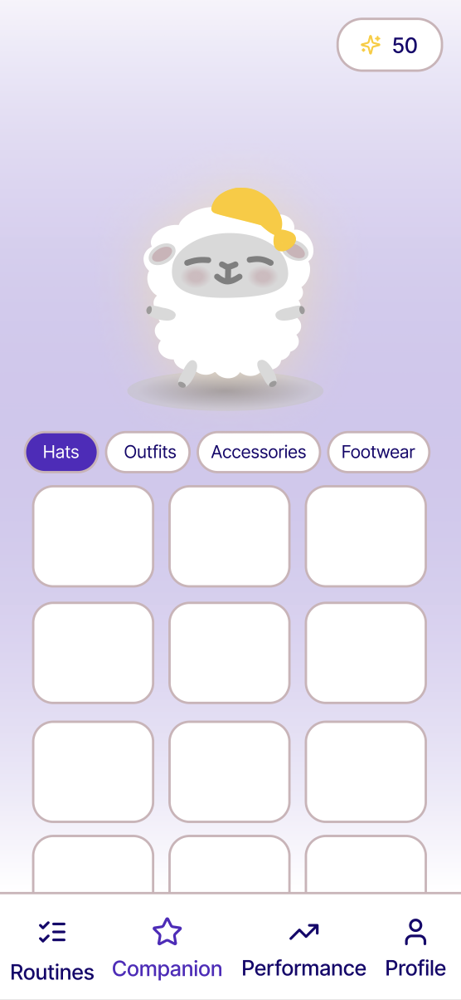 50
Hats Outfits Accessories Footwear
Routines Companion Performance Profile